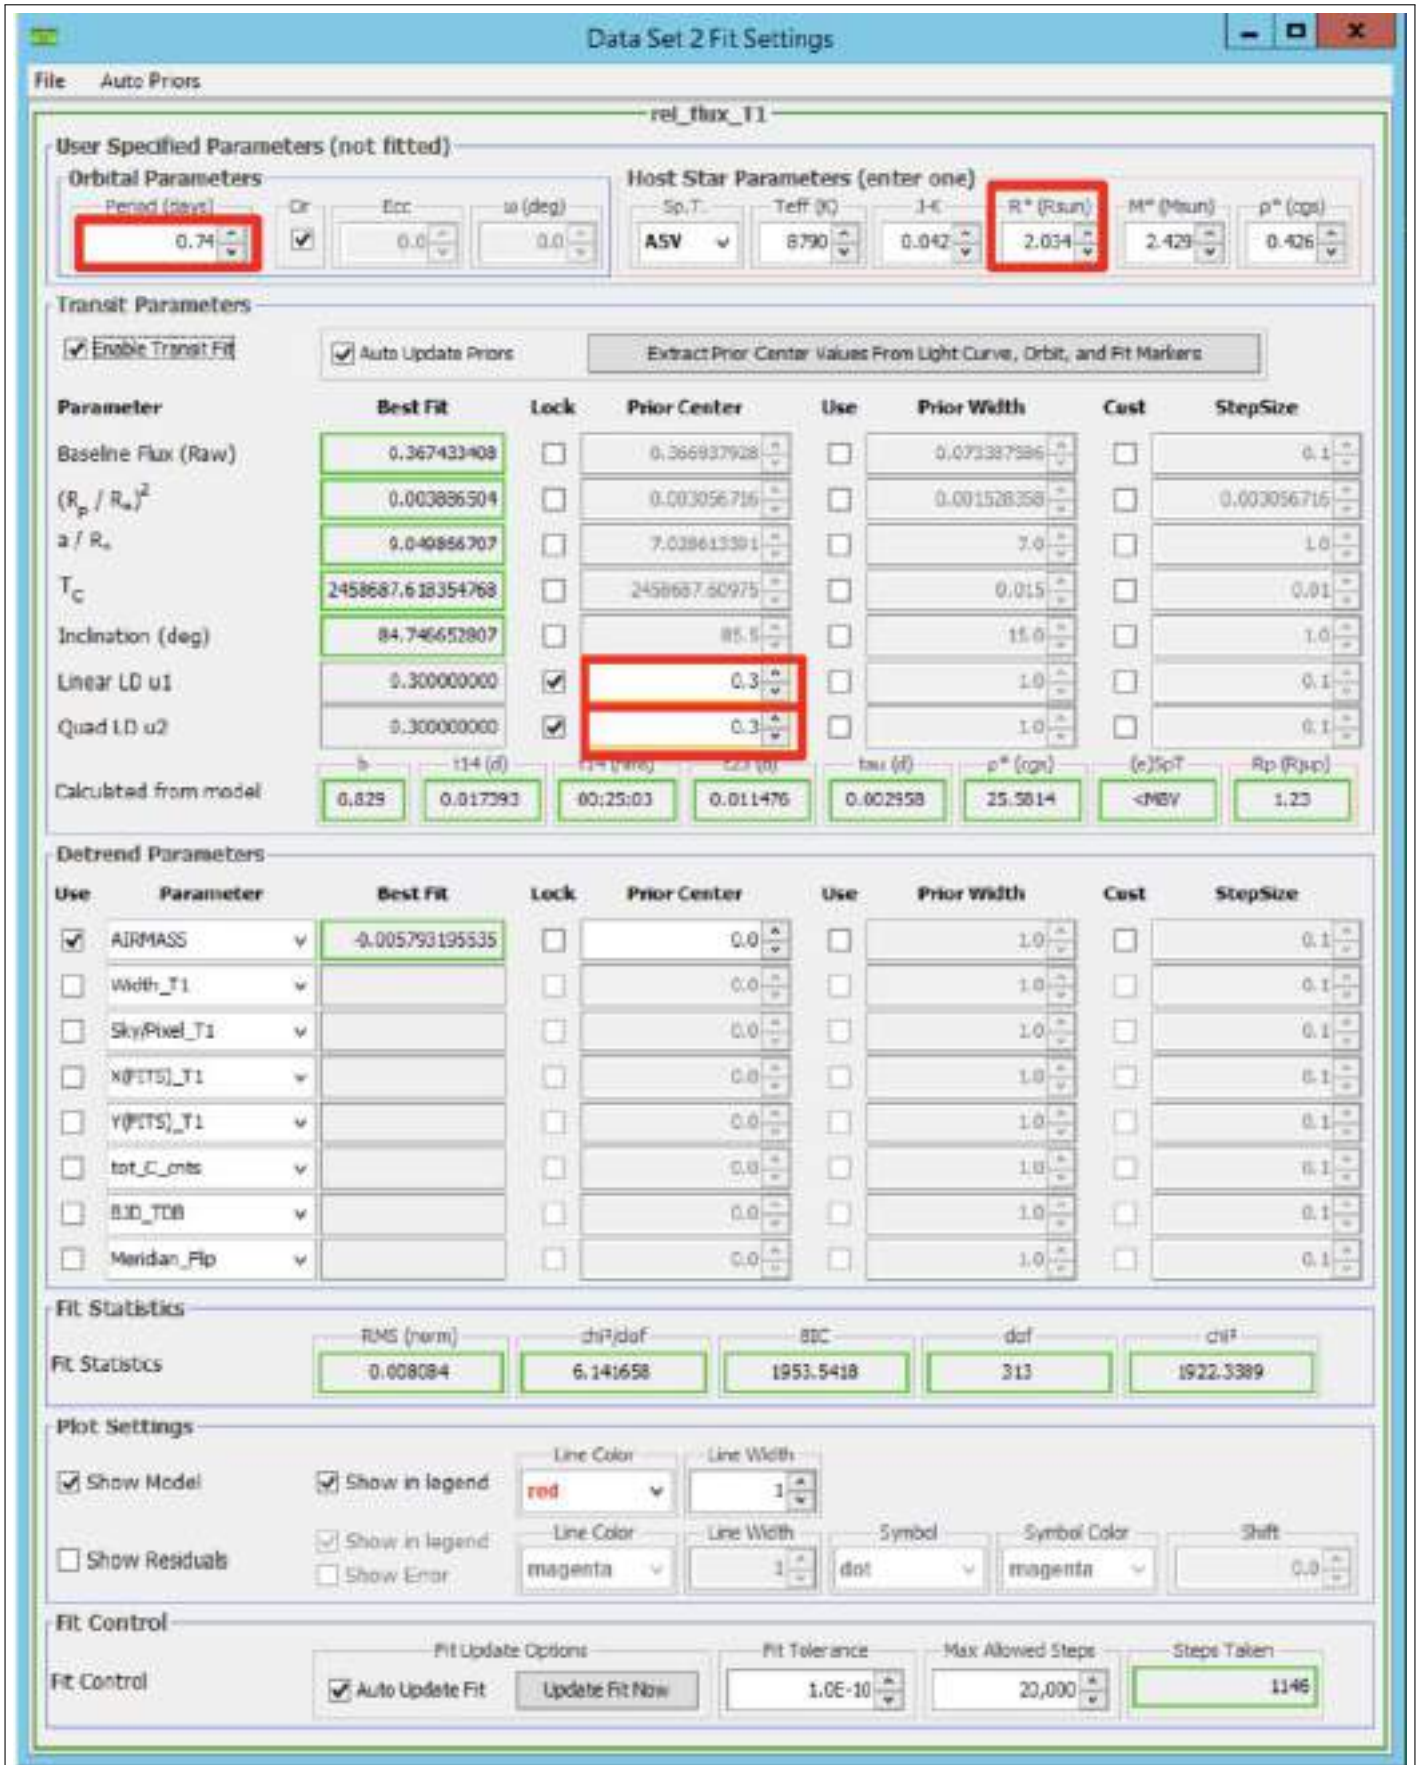 Data Set 2 Fit Settings
File Auto Priors
rel_flux_T1
User Specified Parameters (not fitted)
Orbital Parameters Host Star Parameters (enter one)
Period (days) Cir Ecc ω (deg) Sp.T. Teff (K) J-K R* (Rsun) M* (Msun) ρ* (cgs)
0.74 0.0 0.0 A5V 8790 0.042 2.034 2.429 0.426
Transit Parameters
Enable Transit Fit Auto Update Priors Extract Prior Center Values From Light Curve, Orbit, and Fit Markers
Parameter Best Fit Lock Prior Center Use Prior Width Cust StepSize
Baseline Flux (Raw) 0.367433408 0.366937928 0.073387586 0.1
(Rp / R*)² 0.003886504 0.003056716 0.001528358 0.003056716
a / R* 9.049856707 7.028613391 7.0 1.0
TC 2458687.618354768 2458687.60975 0.015 0.01
Inclination (deg) 84.746652807 85.5 15.0 1.0
Linear LD u1 0.300000000 0.3 1.0 0.1
Quad LD u2 0.300000000 0.3 1.0 0.1
b t14 (d) t14 (hms) t23 (d) tau (d) ρ* (cgs) (e)SpT Rp (Rjup)
Calculated from model 0.829 0.017393 00:25:03 0.011476 0.002958 25.5814 <M8V 1.23
Detrend Parameters
Use Parameter Best Fit Lock Prior Center Use Prior Width Cust StepSize
AIRMASS -0.005793195535 0.0 1.0 0.1
Width_T1 0.0 1.0 0.1
Sky/Pixel_T1 0.0 1.0 0.1
X(FITS)_T1 0.0 1.0 0.1
Y(FITS)_T1 0.0 1.0 0.1
tot_C_cnts 0.0 1.0 0.1
BJD_TDB 0.0 1.0 0.1
Meridian_Flip 0.0 1.0 0.1
Fit Statistics
RMS (norm) chi²/dof BIC dof chi²
Fit Statistics 0.008084 6.141658 1953.5418 313 1922.3389
Plot Settings
Line Color Line Width
Show Model Show in legend red 1
Line Color Line Width Symbol Symbol Color Shift
Show Residuals Show in legend Show Error magenta 1 dot magenta 0.0
Fit Control
Fit Update Options Fit Tolerance Max Allowed Steps Steps Taken
Fit Control Auto Update Fit Update Fit Now 1.0E-10 20,000 1146